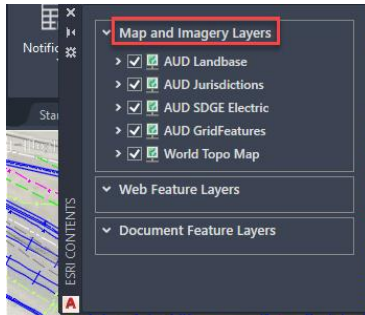 Notific
Star
Map and Imagery Layers
AUD Landbase
AUD Jurisdictions
AUD SDGE Electric
AUD GridFeatures
World Topo Map
Web Feature Layers
Document Feature Layers
ESRI CONTENTS
A